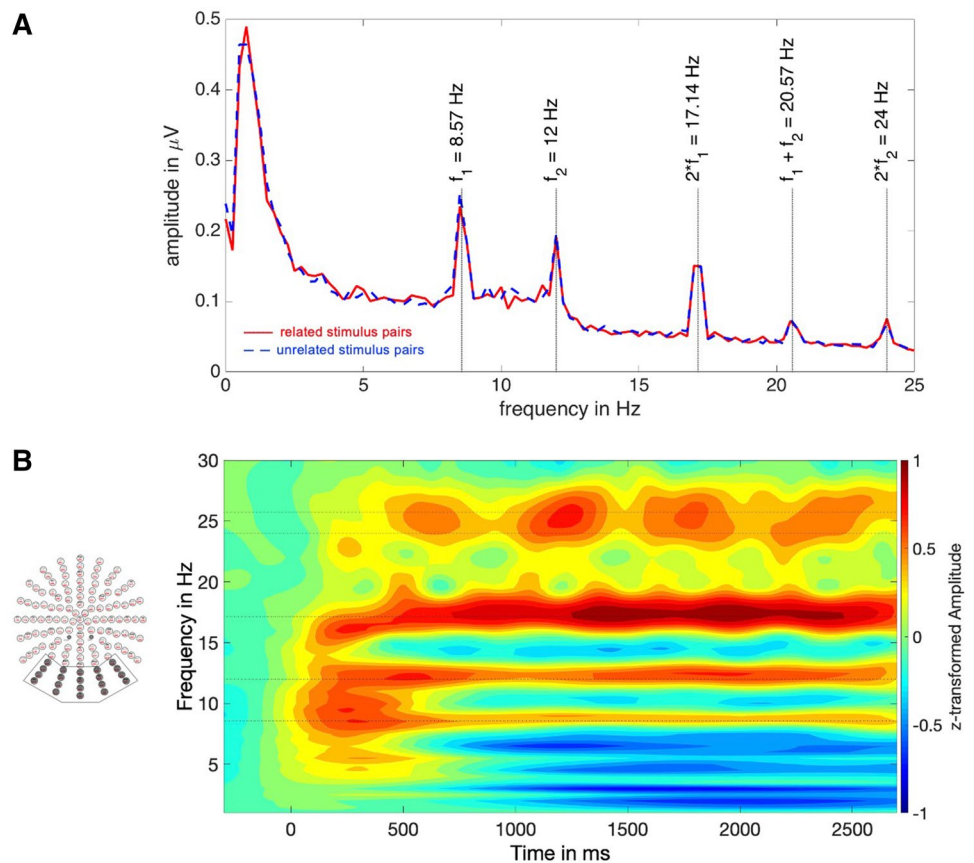 A
amplitude in μV
0.5
0.4
0.3
0.2
0.1
0
f1 = 8.57 Hz
f2 = 12 Hz
2*f1 = 17.14 Hz
f1 + f2 = 20.57 Hz
2*f2 = 24 Hz
related stimulus pairs
unrelated stimulus pairs
0 5 10 15 20 25
frequency in Hz
B
Frequency in Hz
30
25
20
15
10
5
0 500 1000 1500 2000 2500
Time in ms
1
0.5
0
-0.5
-1
z-transformed Amplitude